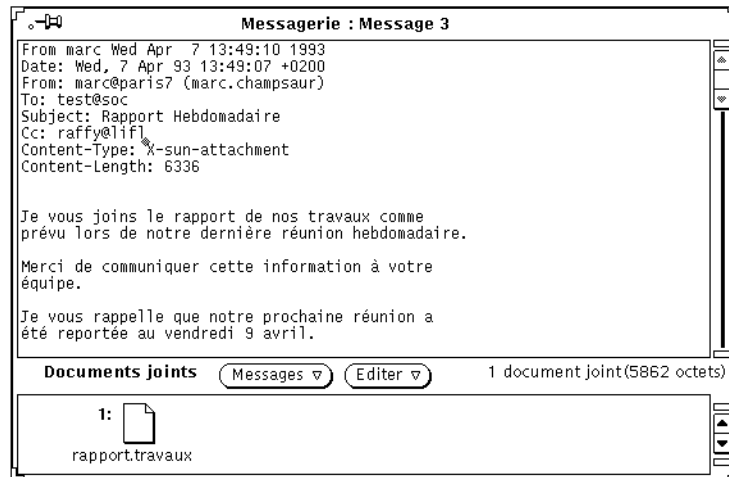 Messagerie : Message 3
From marc Wed Apr  7 13:49:10 1993
Date: Wed, 7 Apr 93 13:49:07 +0200
From: marc@paris7 (marc.champsaur)
To: test@soc
Subject: Rapport Hebdomadaire
Cc: raffy@lifl
Content-Type: X-sun-attachment
Content-Length: 6336
Je vous joins le rapport de nos travaux comme
prévu lors de notre dernière réunion hebdomadaire.
Merci de communiquer cette information à votre
équipe.
Je vous rappelle que notre prochaine réunion a
été reportée au vendredi 9 avril.
Documents joints Messages Editer 1 document joint(5862 octets)
1:
rapport.travaux